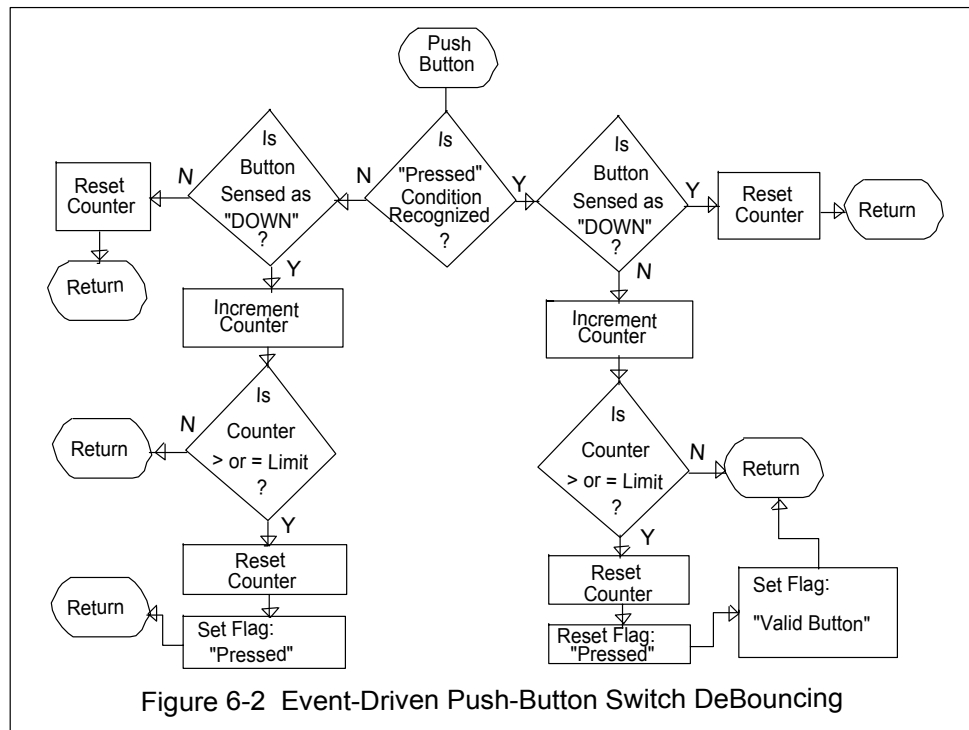 Push
Button
Is
Button
Sensed as
"DOWN"
?
N
Reset
Counter
Return
Is
"Pressed"
Condition
Recognized
?
N
Y
Is
Button
Sensed as
"DOWN"
?
Y
Reset
Counter
Return
Y
Increment
Counter
Is
Counter
> or = Limit
?
N
Return
Y
Reset
Counter
Set Flag:
"Pressed"
Return
N
Increment
Counter
Is
Counter
> or = Limit
?
N
Return
Y
Reset
Counter
Reset Flag:
"Pressed"
Set Flag:
"Valid Button"
Figure 6-2 Event-Driven Push-Button Switch DeBouncing